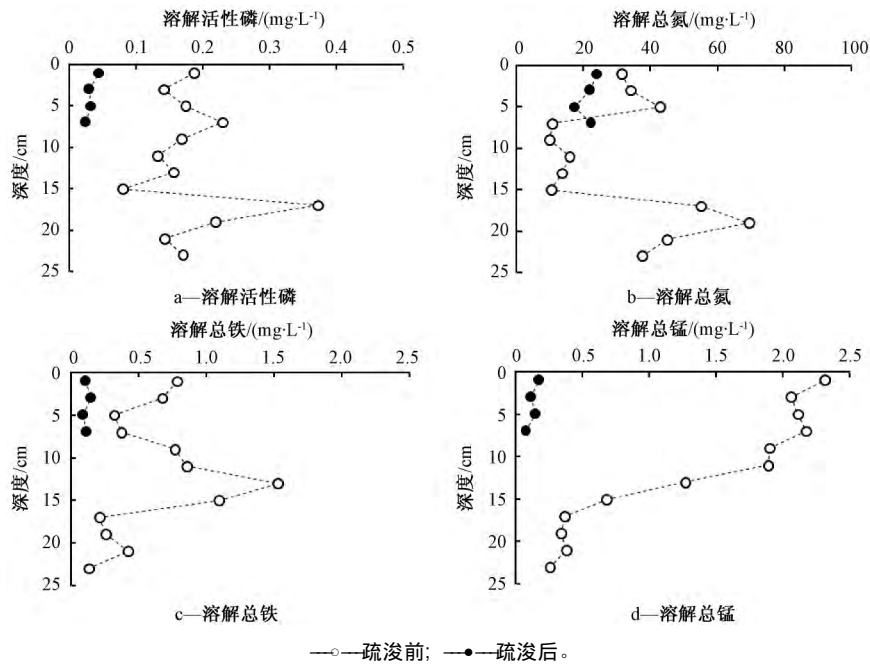 溶解活性磷/(mg·L⁻¹)
0 0.1 0.2 0.3 0.4 0.5
0
5
10
15
20
25
深度/cm
a—溶解活性磷
溶解总氮/(mg·L⁻¹)
0 20 40 60 80 100
0
5
10
15
20
25
深度/cm
b—溶解总氮
溶解总铁/(mg·L⁻¹)
0 0.5 1.0 1.5 2.0 2.5
0
5
10
15
20
25
深度/cm
c—溶解总铁
溶解总锰/(mg·L⁻¹)
0 0.5 1.0 1.5 2.0 2.5
0
5
10
15
20
25
深度/cm
d—溶解总锰
疏浚前; 疏浚后。